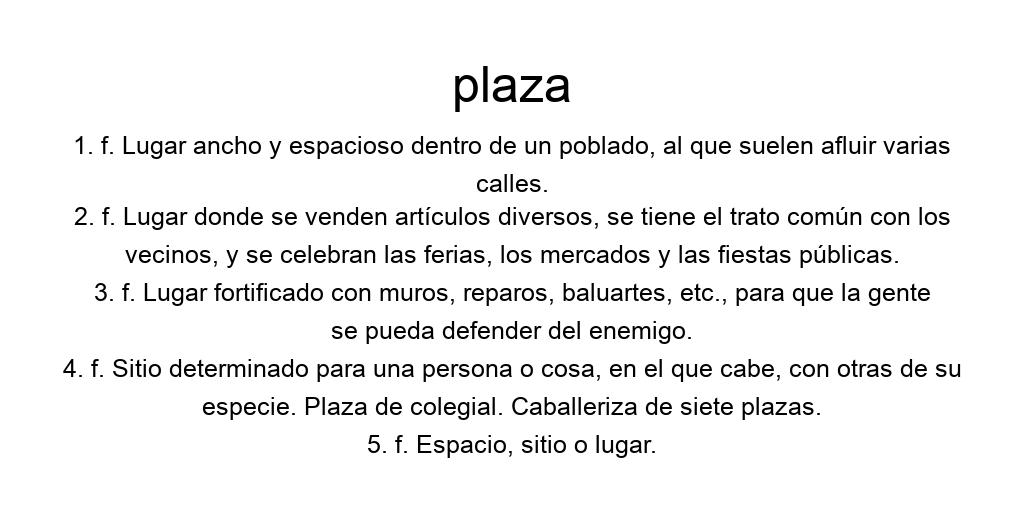 plaza
1. f. Lugar ancho y espacioso dentro de un poblado, al que suelen afluir varias
calles.
2. f. Lugar donde se venden artículos diversos, se tiene el trato común con los
vecinos, y se celebran las ferias, los mercados y las fiestas públicas.
3. f. Lugar fortificado con muros, reparos, baluartes, etc., para que la gente
se pueda defender del enemigo.
4. f. Sitio determinado para una persona o cosa, en el que cabe, con otras de su
especie. Plaza de colegial. Caballeriza de siete plazas.
5. f. Espacio, sitio o lugar.